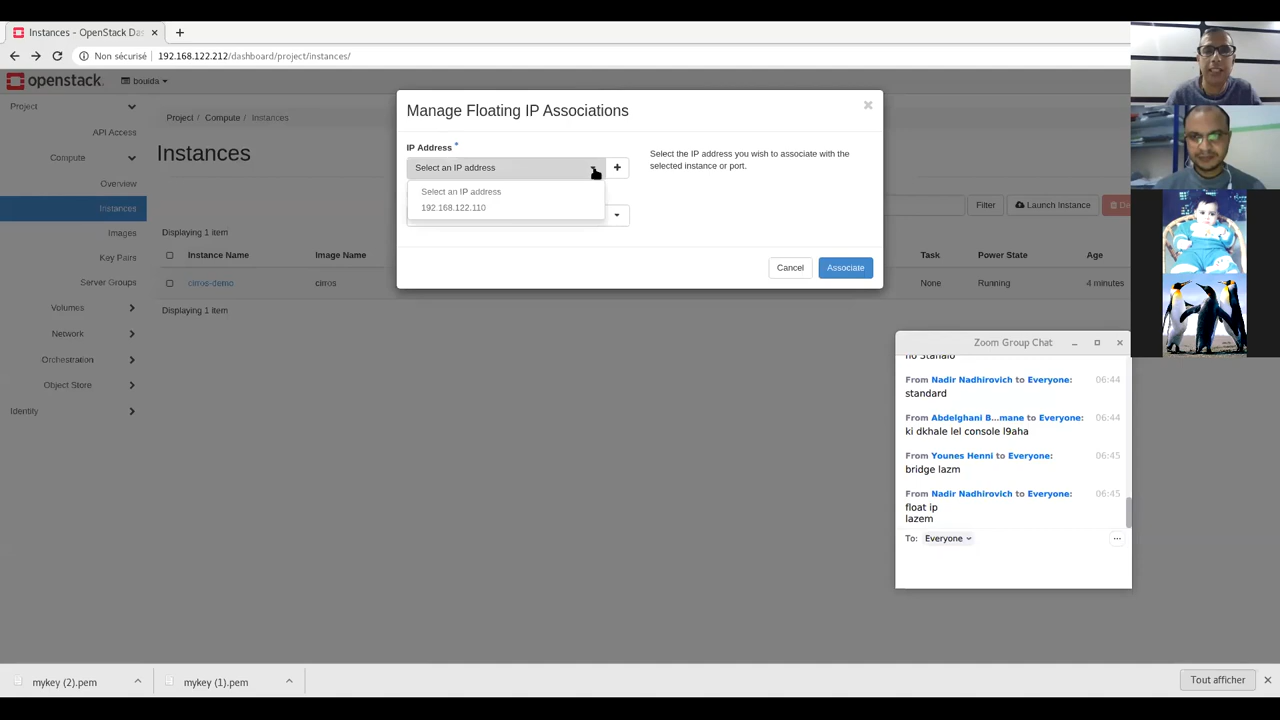 Instances - OpenStack Das
Non sécurisé
192.168.122.212/dashboard/project/instances/
openstack.
bouida
Project
API Access
Compute
Overview
Instances
Images
Key Pairs
Server Groups
Volumes
Network
Orchestration
Object Store
Identity
Project / Compute / Instances
Instances
Filter
Launch Instance
De
Displaying 1 item
Instance Name
Image Name
Task
Power State
Age
cirros-demo
cirros
None
Running
4 minutes
Displaying 1 item
Manage Floating IP Associations
IP Address *
Select an IP address
Select an IP address
192.168.122.110
Select the IP address you wish to associate with the
selected instance or port.
Cancel
Associate
Zoom Group Chat
From Nadir Nadhirovich to Everyone: 06:44
standard
From Abdelghani B...mane to Everyone: 06:44
ki dkhale lel console l9aha
From Younes Henni to Everyone: 06:45
bridge lazm
From Nadir Nadhirovich to Everyone: 06:45
float ip
lazem
To: Everyone
mykey (2).pem
mykey (1).pem
Tout afficher